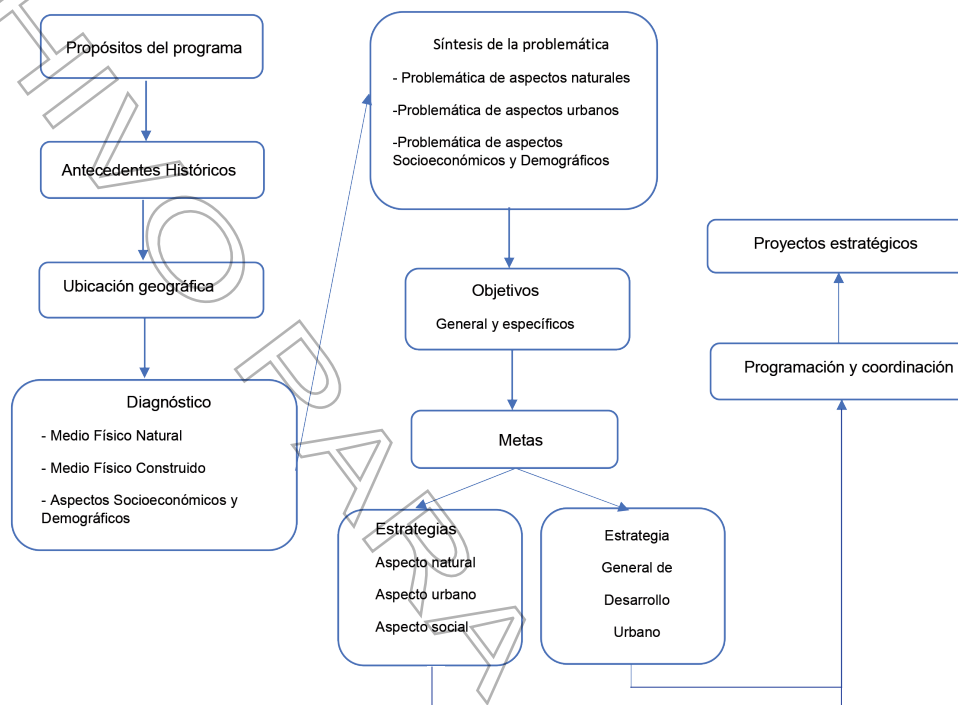 Propósitos del programa
Antecedentes Históricos
Ubicación geográfica
Diagnóstico
- Medio Físico Natural
- Medio Físico Construido
- Aspectos Socioeconómicos y
Demográficos
Síntesis de la problemática
- Problemática de aspectos naturales
-Problemática de aspectos urbanos
-Problemática de aspectos
Socioeconómicos y Demográficos
Objetivos
General y específicos
Metas
Estrategias
Aspecto natural
Aspecto urbano
Aspecto social
Estrategia
General de
Desarrollo
Urbano
Proyectos estratégicos
Programación y coordinación
HIVO PARA